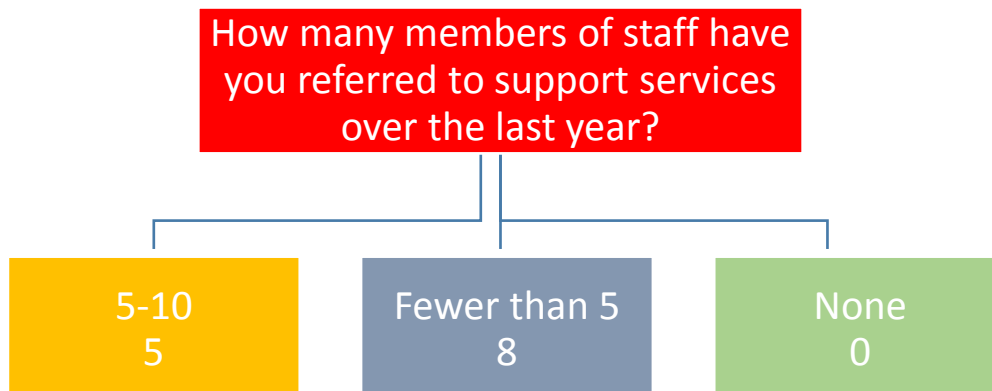 How many members of staff have
you referred to support services
over the last year?
5-10
5
Fewer than 5
8
None
0